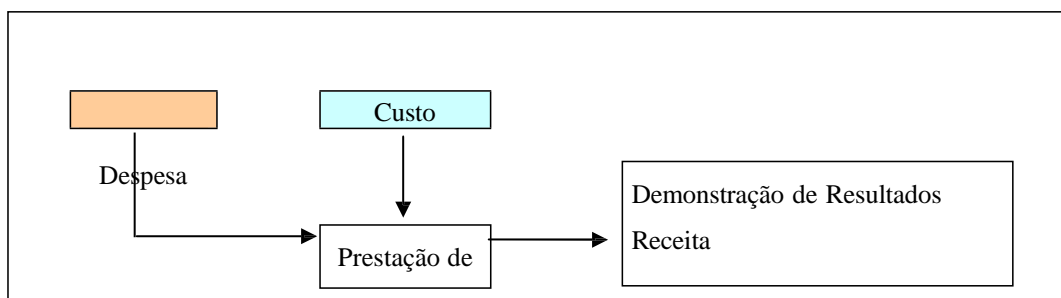 Custo
Despesa
Demonstração de Resultados
Receita
Prestação de